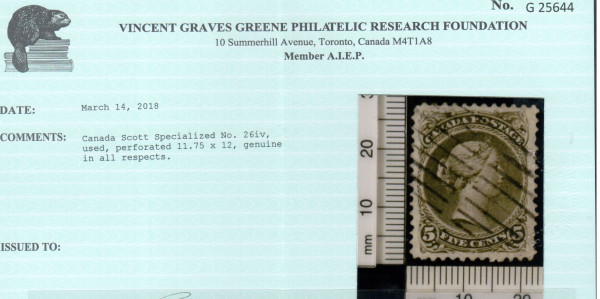 No. G 25644
VINCENT GRAVES GREENE PHILATELIC RESEARCH FOUNDATION
10 Summerhill Avenue, Toronto, Canada M4T1A8
Member A.I.E.P.
DATE: March 14, 2018
COMMENTS: Canada Scott Specialized No. 26iv,
used, perforated 11.75 x 12, genuine
in all respects.
ISSUED TO:
CANADA POSTAGE
5 FIVE CENTS 5
20
10
mm
10 20